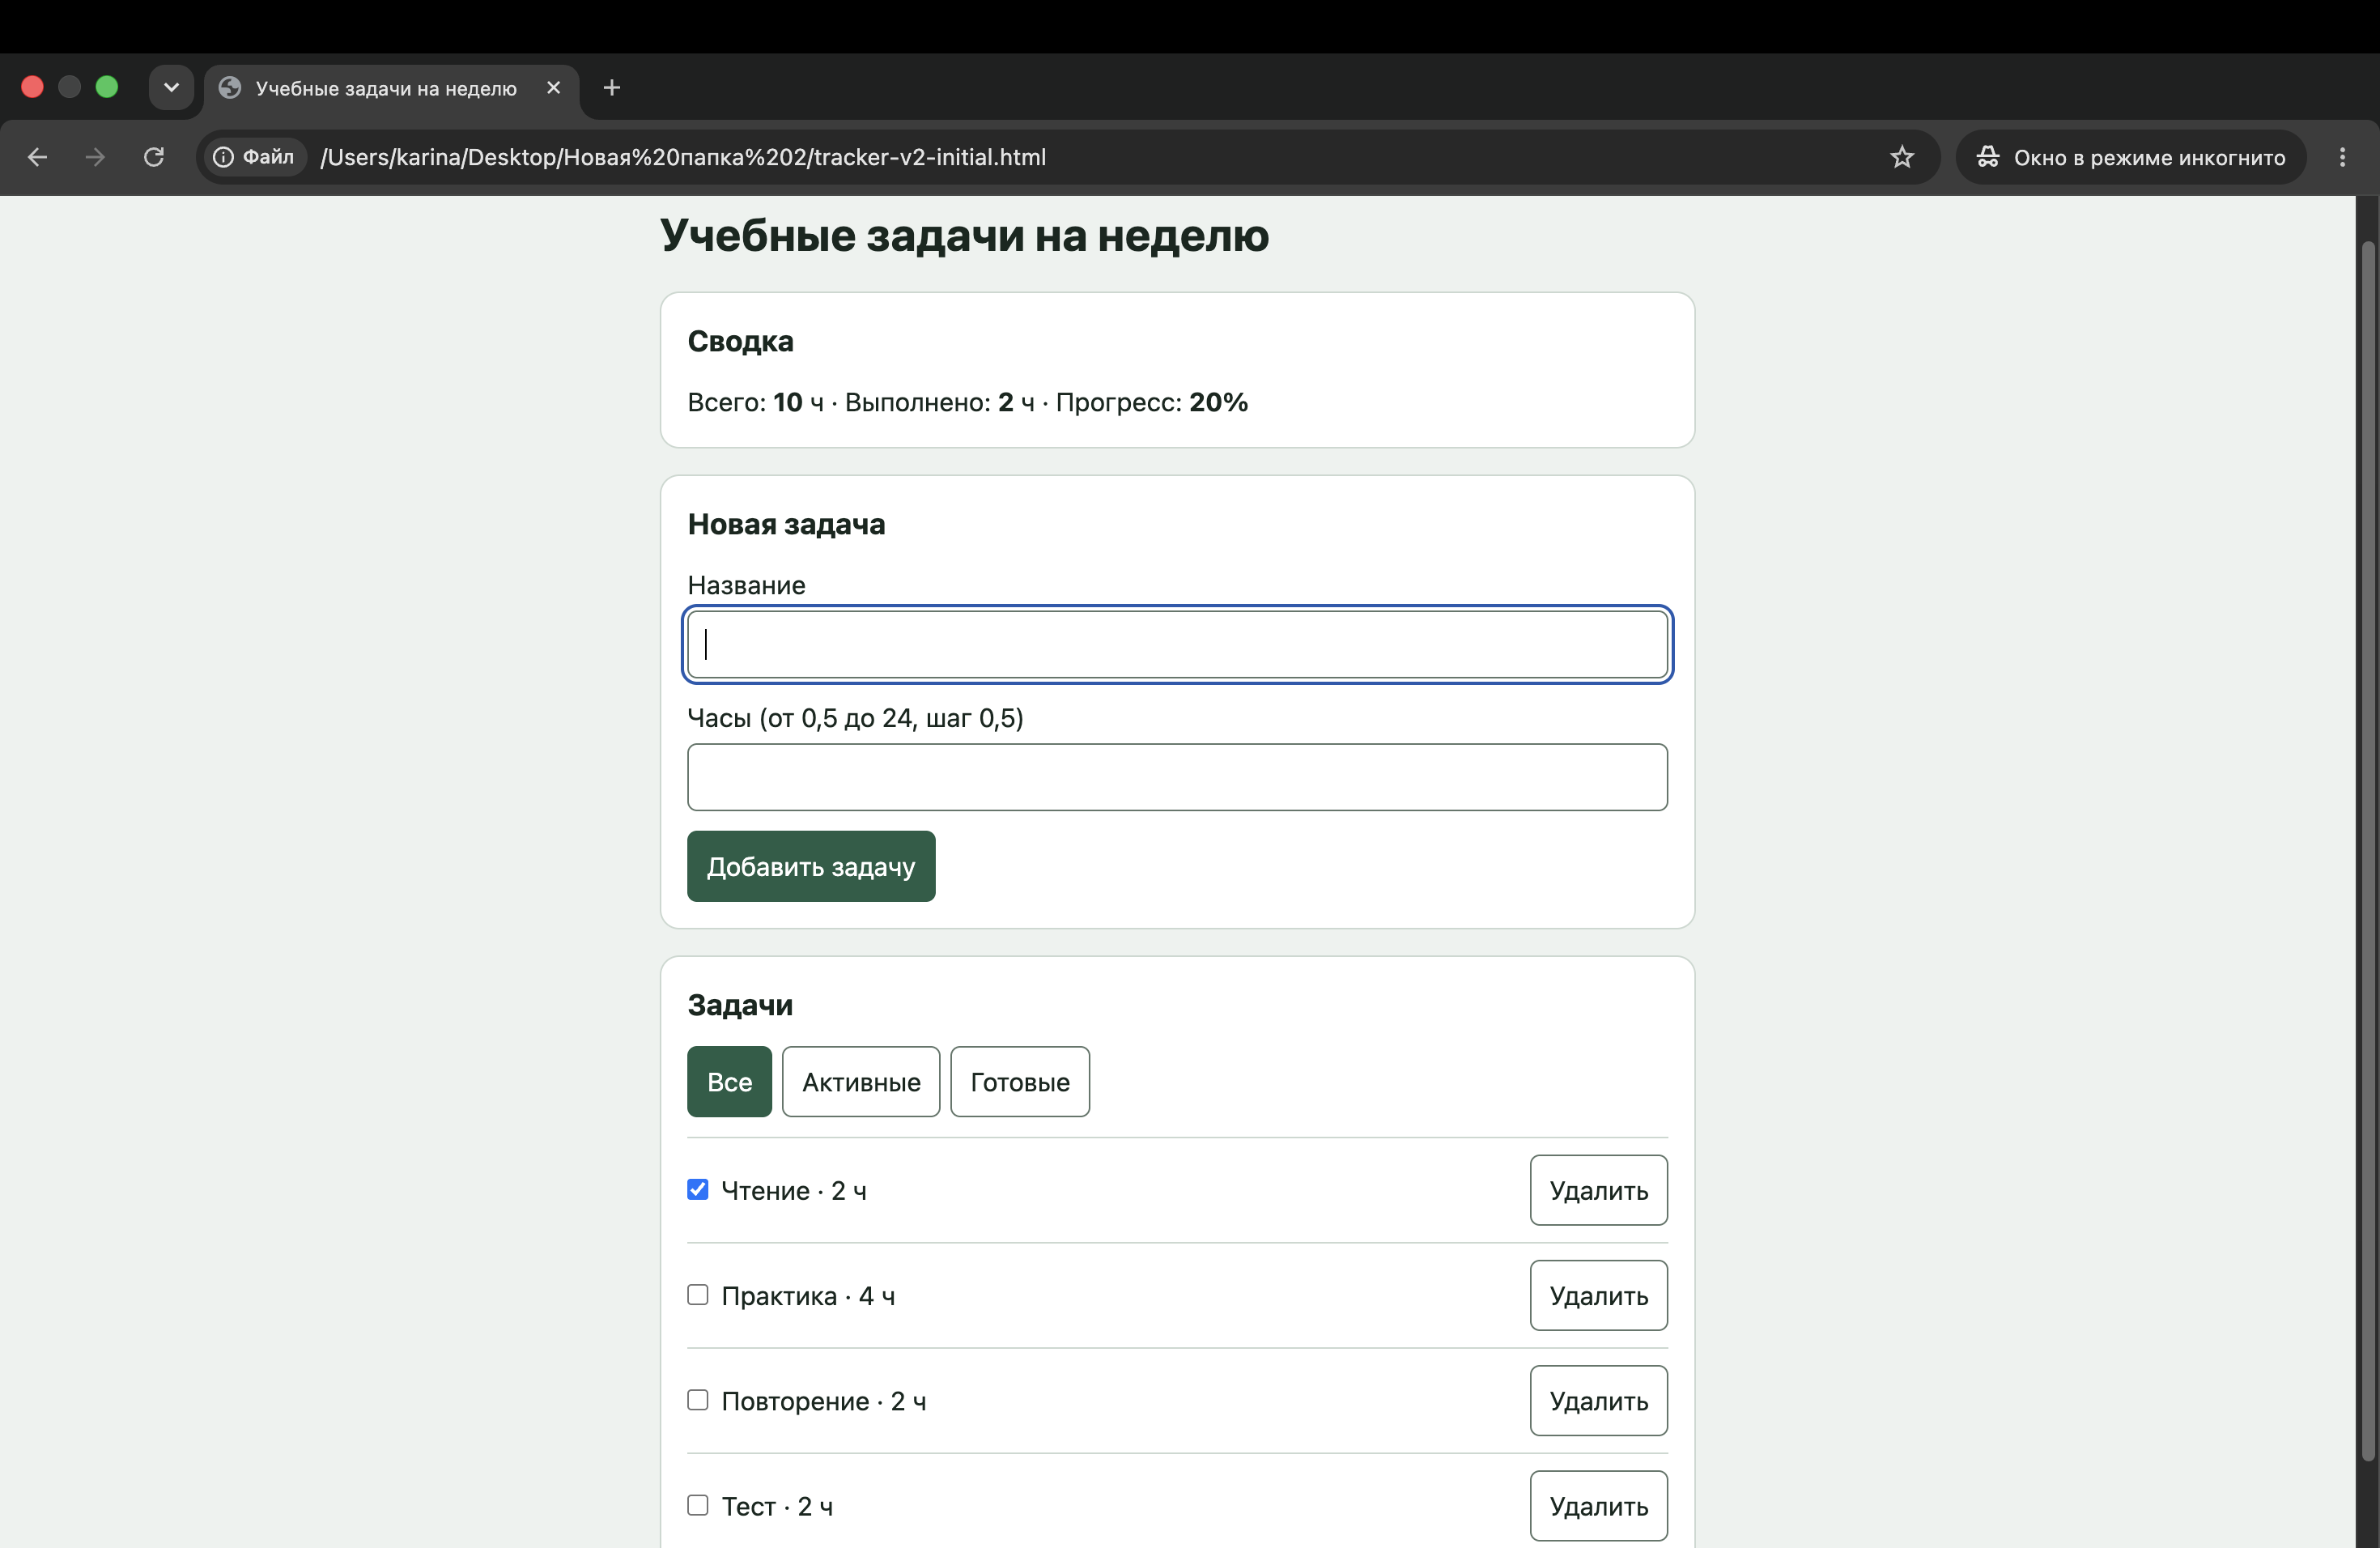 Учебные задачи на неделю
Файл /Users/karina/Desktop/Новая%20папка%202/tracker-v2-initial.html Окно в режиме инкогнито
Учебные задачи на неделю
Сводка
Всего: 10 ч · Выполнено: 2 ч · Прогресс: 20%
Новая задача
Название
Часы (от 0,5 до 24, шаг 0,5)
Добавить задачу
Задачи
Все Активные Готовые
Чтение · 2 ч Удалить
Практика · 4 ч Удалить
Повторение · 2 ч Удалить
Тест · 2 ч Удалить